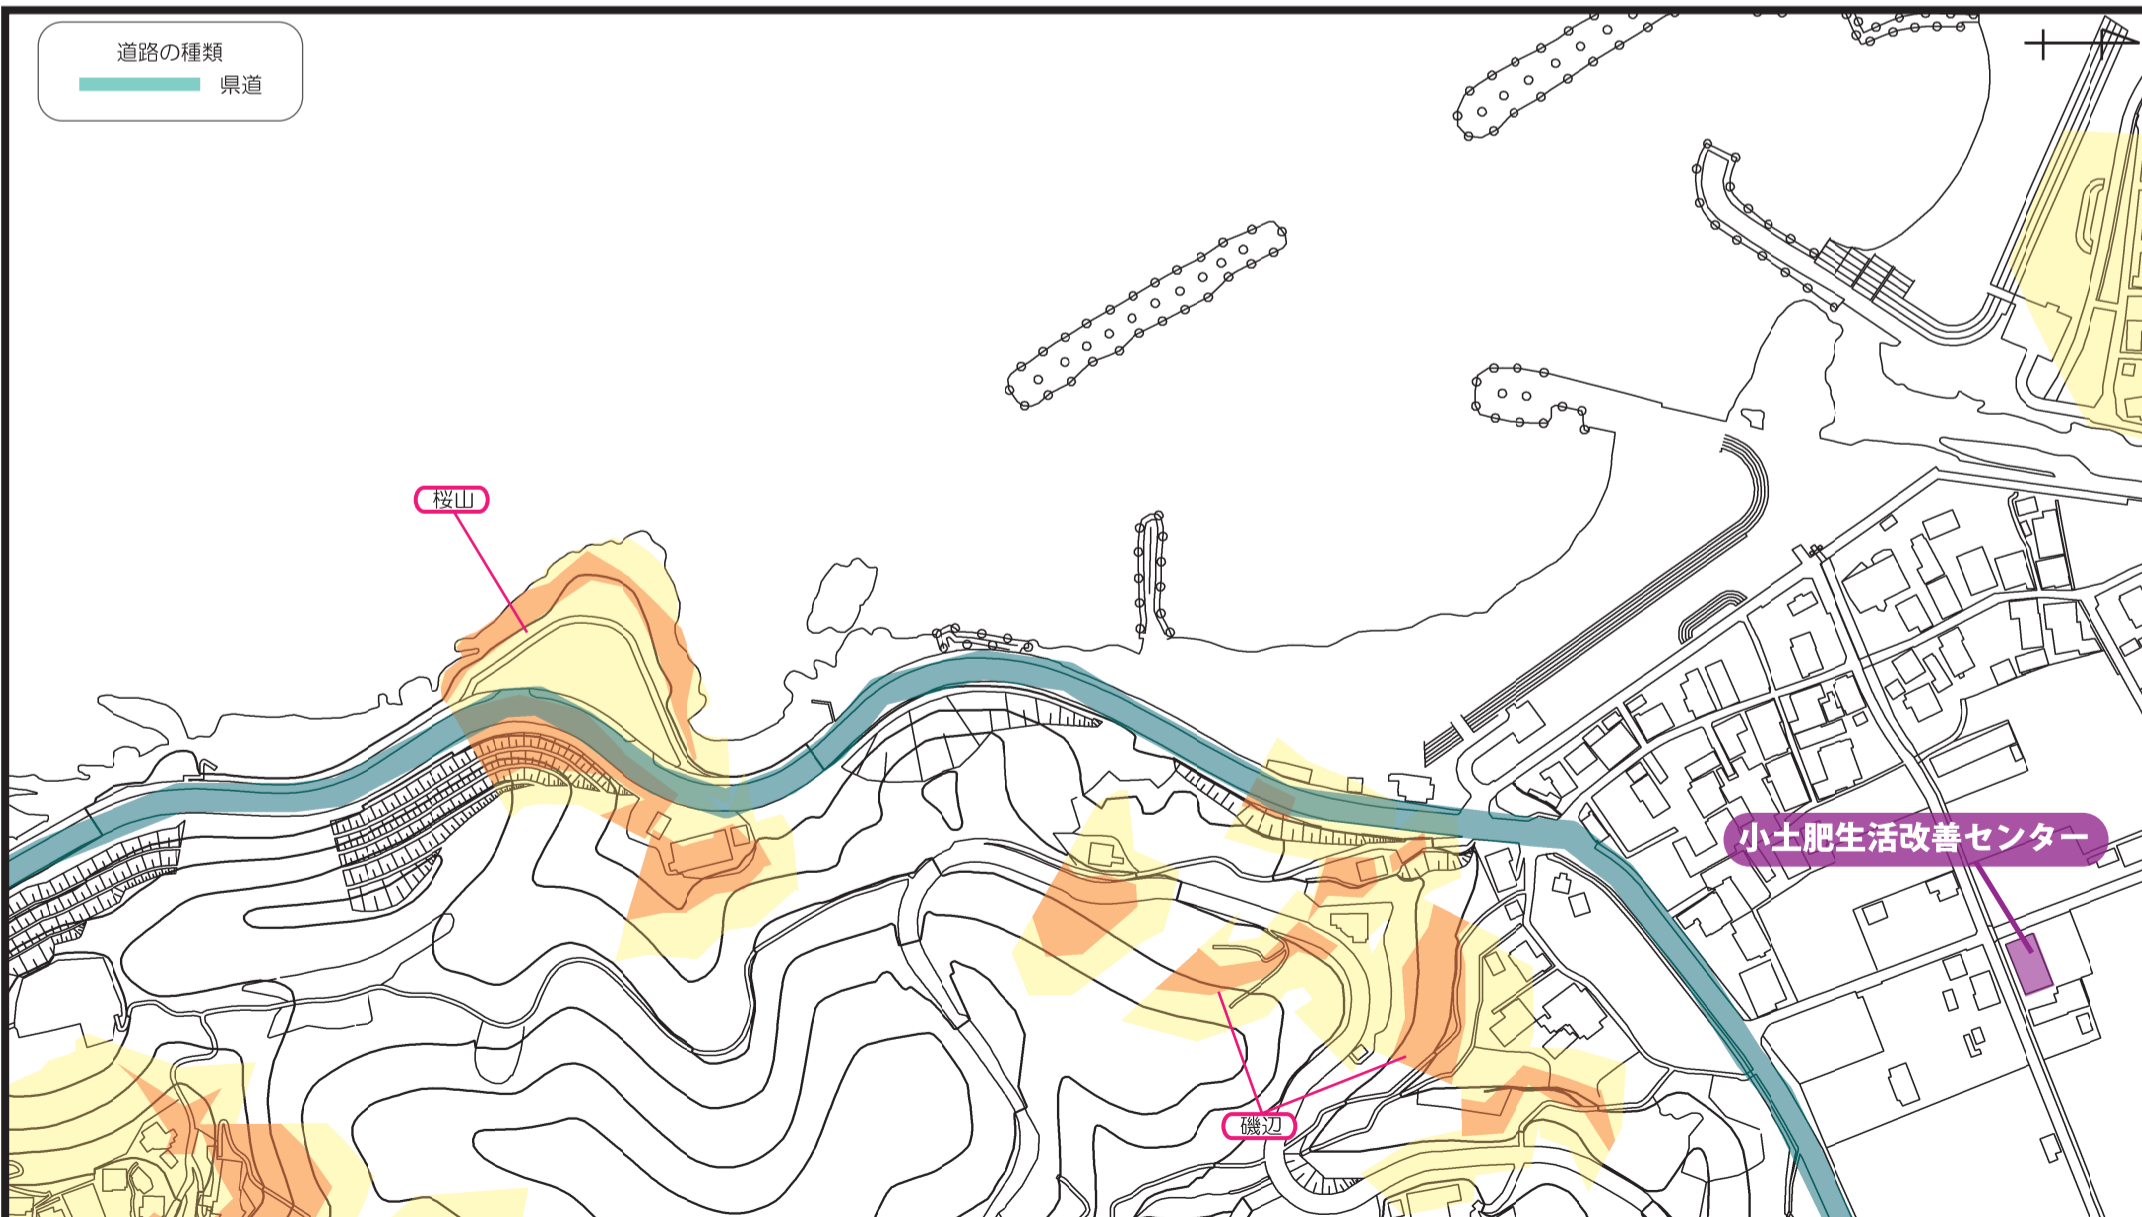 道路の種類
県道
桜山
小土肥生活改善センター
磯辺